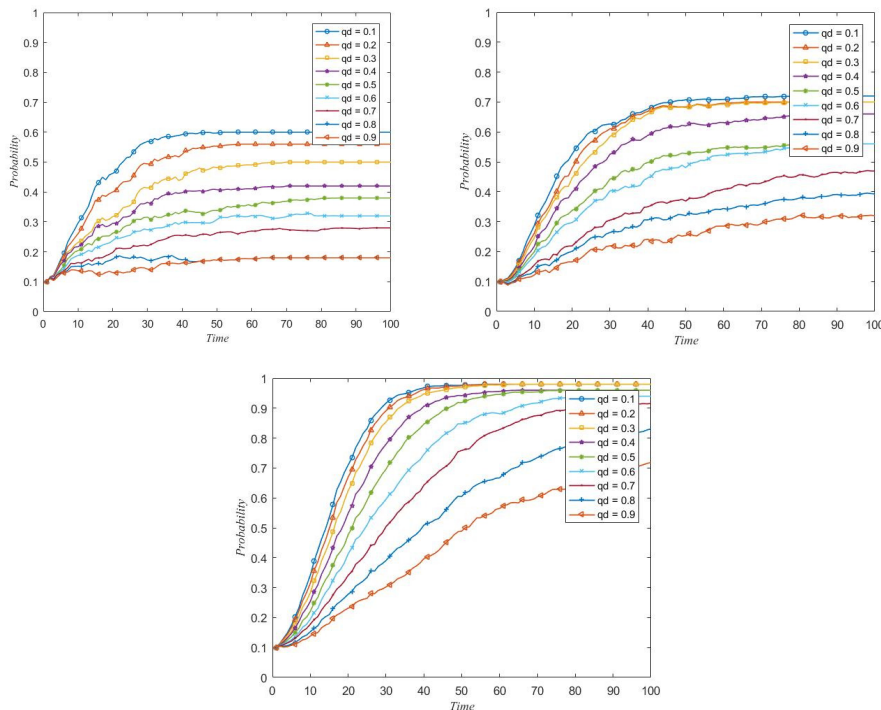 1
0.9
0.8
0.7
0.6
0.5
0.4
0.3
0.2
0.1
0
Probability
0 10 20 30 40 50 60 70 80 90 100
Time
qd = 0.1
qd = 0.2
qd = 0.3
qd = 0.4
qd = 0.5
qd = 0.6
qd = 0.7
qd = 0.8
qd = 0.9
1
0.9
0.8
0.7
0.6
0.5
0.4
0.3
0.2
0.1
0
Probability
0 10 20 30 40 50 60 70 80 90 100
Time
qd = 0.1
qd = 0.2
qd = 0.3
qd = 0.4
qd = 0.5
qd = 0.6
qd = 0.7
qd = 0.8
qd = 0.9
1
0.9
0.8
0.7
0.6
0.5
0.4
0.3
0.2
0.1
0
Probability
0 10 20 30 40 50 60 70 80 90 100
Time
qd = 0.1
qd = 0.2
qd = 0.3
qd = 0.4
qd = 0.5
qd = 0.6
qd = 0.7
qd = 0.8
qd = 0.9